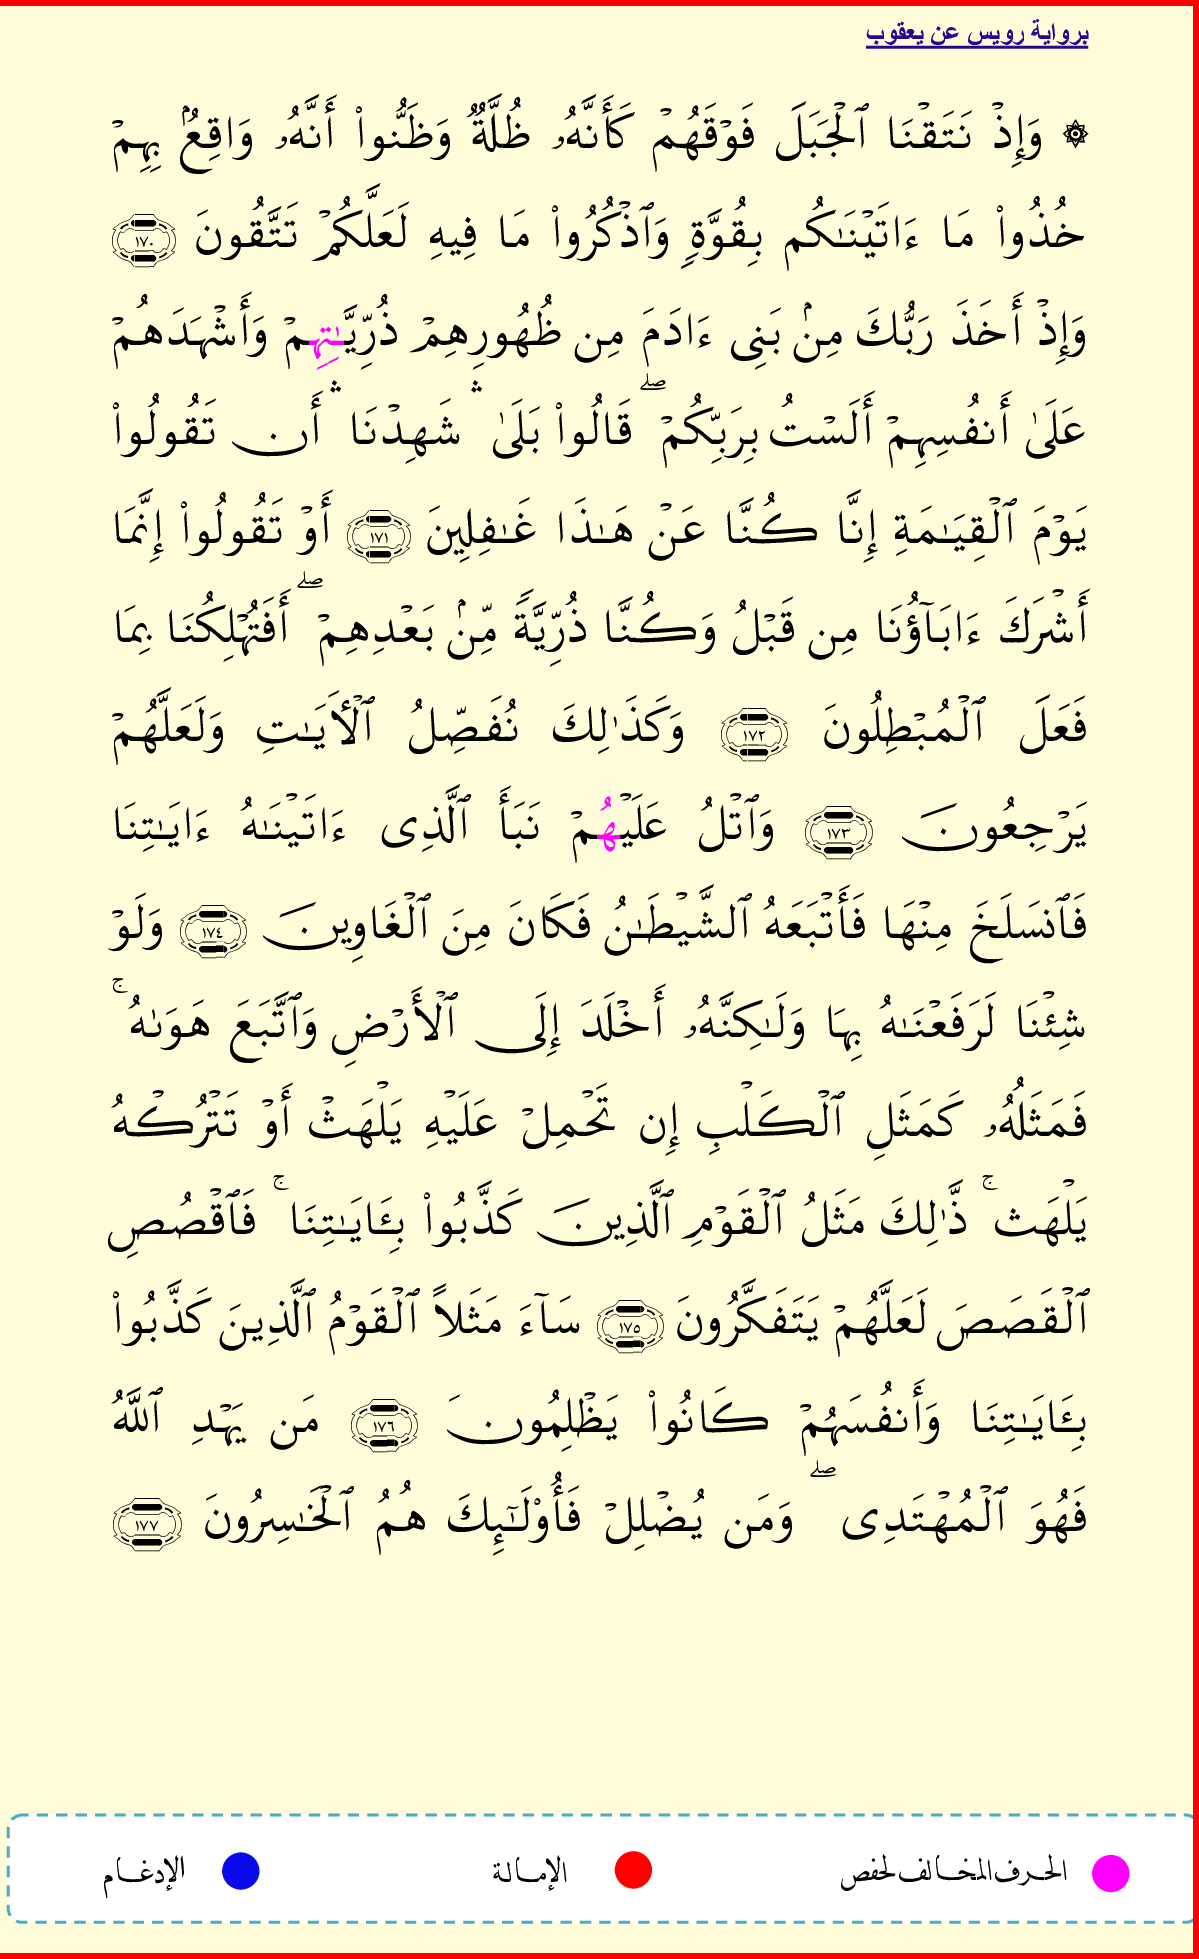 برواية رويس عن يعقوب
۞ وَإِذۡ نَتَقۡنَا ٱلۡجَبَلَ فَوۡقَهُمۡ كَأَنَّهُۥ ظُلَّةٞ وَظَنُّواْ أَنَّهُۥ وَاقِعُۢ بِهِمۡ
خُذُواْ مَا ءَاتَيۡنَٰكُم بِقُوَّةٖ وَٱذۡكُرُواْ مَا فِيهِ لَعَلَّكُمۡ تَتَّقُونَ ١٧٠
وَإِذۡ أَخَذَ رَبُّكَ مِنۢ بَنِي ءَادَمَ مِن ظُهُورِهِمۡ ذُرِّيَّٰتِهِمۡ وَأَشۡهَدَهُمۡ
عَلَىٰ أَنفُسِهِمۡ أَلَسۡتُ بِرَبِّكُمۡۖ قَالُواْ بَلَىٰۛ شَهِدۡنَاۛ أَن تَقُولُواْ
يَوۡمَ ٱلۡقِيَٰمَةِ إِنَّا كُنَّا عَنۡ هَٰذَا غَٰفِلِينَ ١٧١ أَوۡ تَقُولُواْ إِنَّمَا
أَشۡرَكَ ءَابَآؤُنَا مِن قَبۡلُ وَكُنَّا ذُرِّيَّةٗ مِّنۢ بَعۡدِهِمۡۖ أَفَتُهۡلِكُنَا بِمَا
فَعَلَ ٱلۡمُبۡطِلُونَ ١٧٢ وَكَذَٰلِكَ نُفَصِّلُ ٱلۡأٓيَٰتِ وَلَعَلَّهُمۡ
يَرۡجِعُونَ ١٧٣ وَٱتۡلُ عَلَيۡهُمۡ نَبَأَ ٱلَّذِي ءَاتَيۡنَٰهُ ءَايَٰتِنَا
فَٱنسَلَخَ مِنۡهَا فَأَتۡبَعَهُ ٱلشَّيۡطَٰنُ فَكَانَ مِنَ ٱلۡغَاوِينَ ١٧٤ وَلَوۡ
شِئۡنَا لَرَفَعۡنَٰهُ بِهَا وَلَٰكِنَّهُۥ أَخۡلَدَ إِلَى ٱلۡأَرۡضِ وَٱتَّبَعَ هَوَىٰهُۚ
فَمَثَلُهُۥ كَمَثَلِ ٱلۡكَلۡبِ إِن تَحۡمِلۡ عَلَيۡهِ يَلۡهَثۡ أَوۡ تَتۡرُكۡهُ
يَلۡهَثۚ ذَّٰلِكَ مَثَلُ ٱلۡقَوۡمِ ٱلَّذِينَ كَذَّبُواْ بِـَٔايَٰتِنَاۚ فَٱقۡصُصِ
ٱلۡقَصَصَ لَعَلَّهُمۡ يَتَفَكَّرُونَ ١٧٥ سَآءَ مَثَلًا ٱلۡقَوۡمُ ٱلَّذِينَ كَذَّبُواْ
بِـَٔايَٰتِنَا وَأَنفُسَهُمۡ كَانُواْ يَظۡلِمُونَ ١٧٦ مَن يَهۡدِ ٱللَّهُ
فَهُوَ ٱلۡمُهۡتَدِيۖ وَمَن يُضۡلِلۡ فَأُوْلَٰٓئِكَ هُمُ ٱلۡخَٰسِرُونَ ١٧٧
الحرف المخالف لحفص الإمالة الإدغام